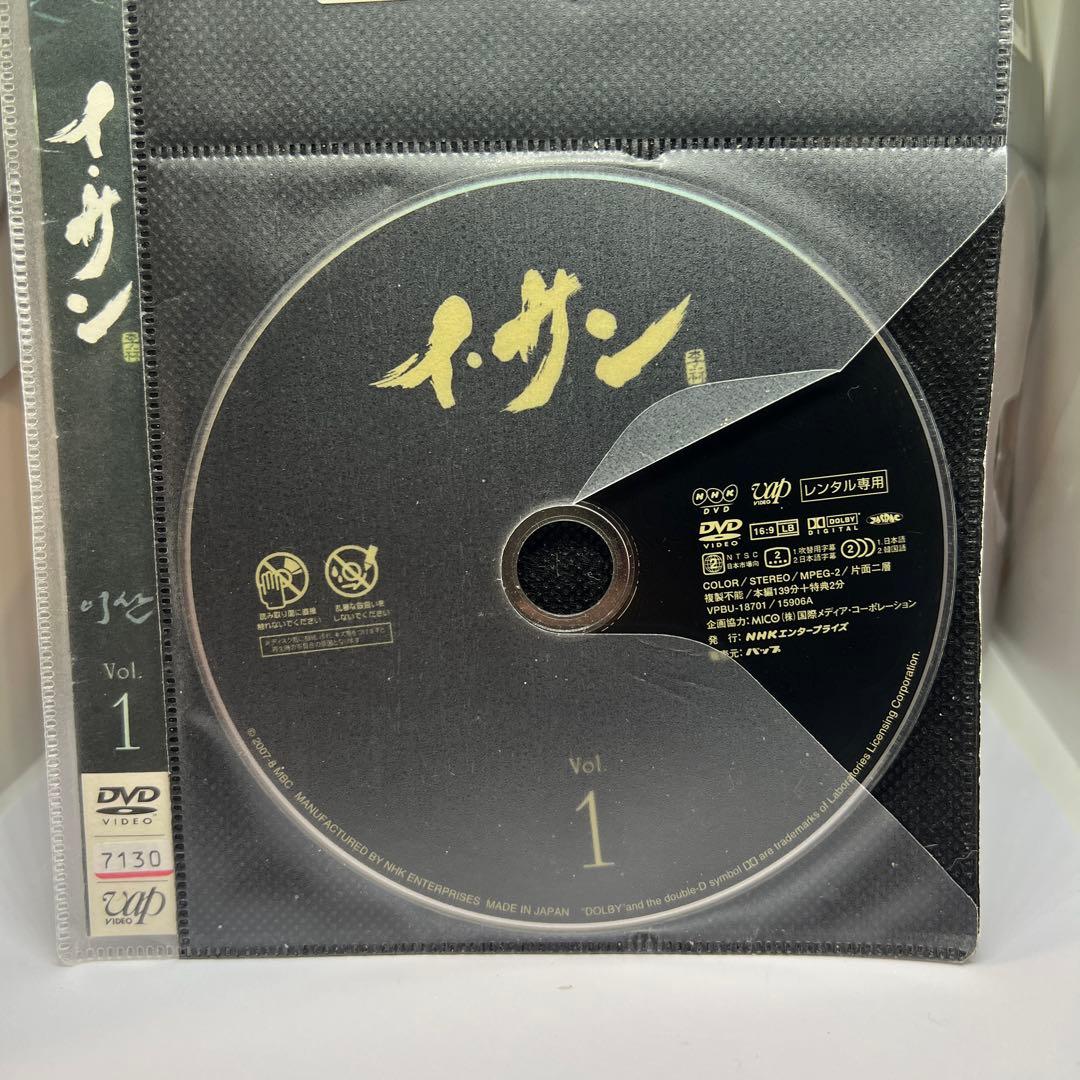 イ・サン
이산
Vol.
1
DVD
VIDEO
7130
vap
VIDEO
イ・サン
李祘
NHK
DVD
vap
VIDEO
レンタル専用
DVD
VIDEO
16:9 LB
DOLBY
DIGITAL
2
NTSC
日本市場向
2
1.吹替用字幕
2.日本語字幕
2
1.日本語
2.韓国語
COLOR/STEREO/MPEG-2/片面二層
複製不能/本編139分+特典2分
VPBU-18701/15906A
企画協力:MICO(株)国際メディア・コーポレーション
発 行:NHKエンタープライズ
販売元:バップ
読み取り面に直接
触れないでください
乱暴な取扱いを
しないでください
Vol.
1
© 2007-8 MBC MANUFACTURED BY NHK ENTERPRISES MADE IN JAPAN "DOLBY"and the double-D symbol are trademarks of Dolby Laboratories Licensing Corporation.